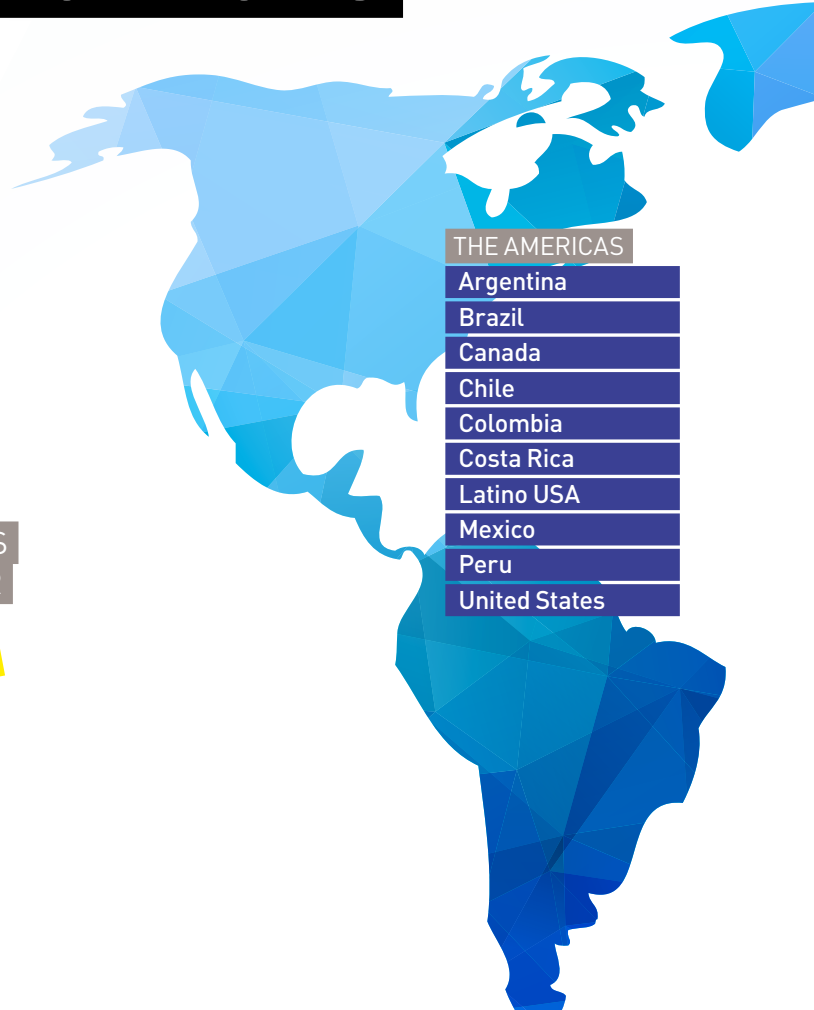 THE AMERICAS
Argentina
Brazil
Canada
Chile
Colombia
Costa Rica
Latino USA
Mexico
Peru
United States